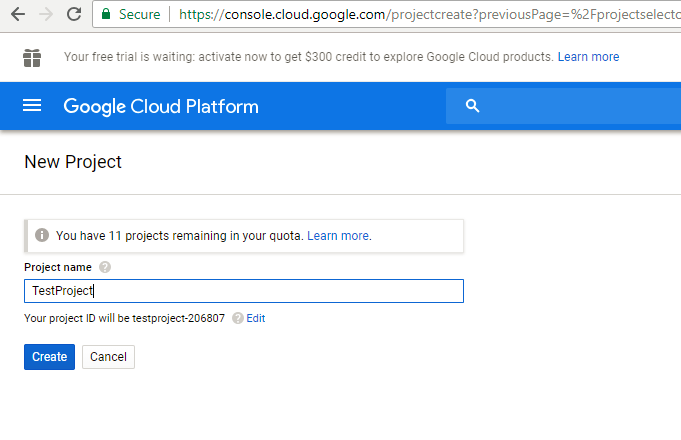 Secure https://console.cloud.google.com/projectcreate?previousPage=%2Fprojectselecto
Your free trial is waiting: activate now to get $300 credit to explore Google Cloud products. Learn more
Google Cloud Platform
New Project
You have 11 projects remaining in your quota. Learn more.
Project name
TestProject
Your project ID will be testproject-206807 Edit
Create Cancel